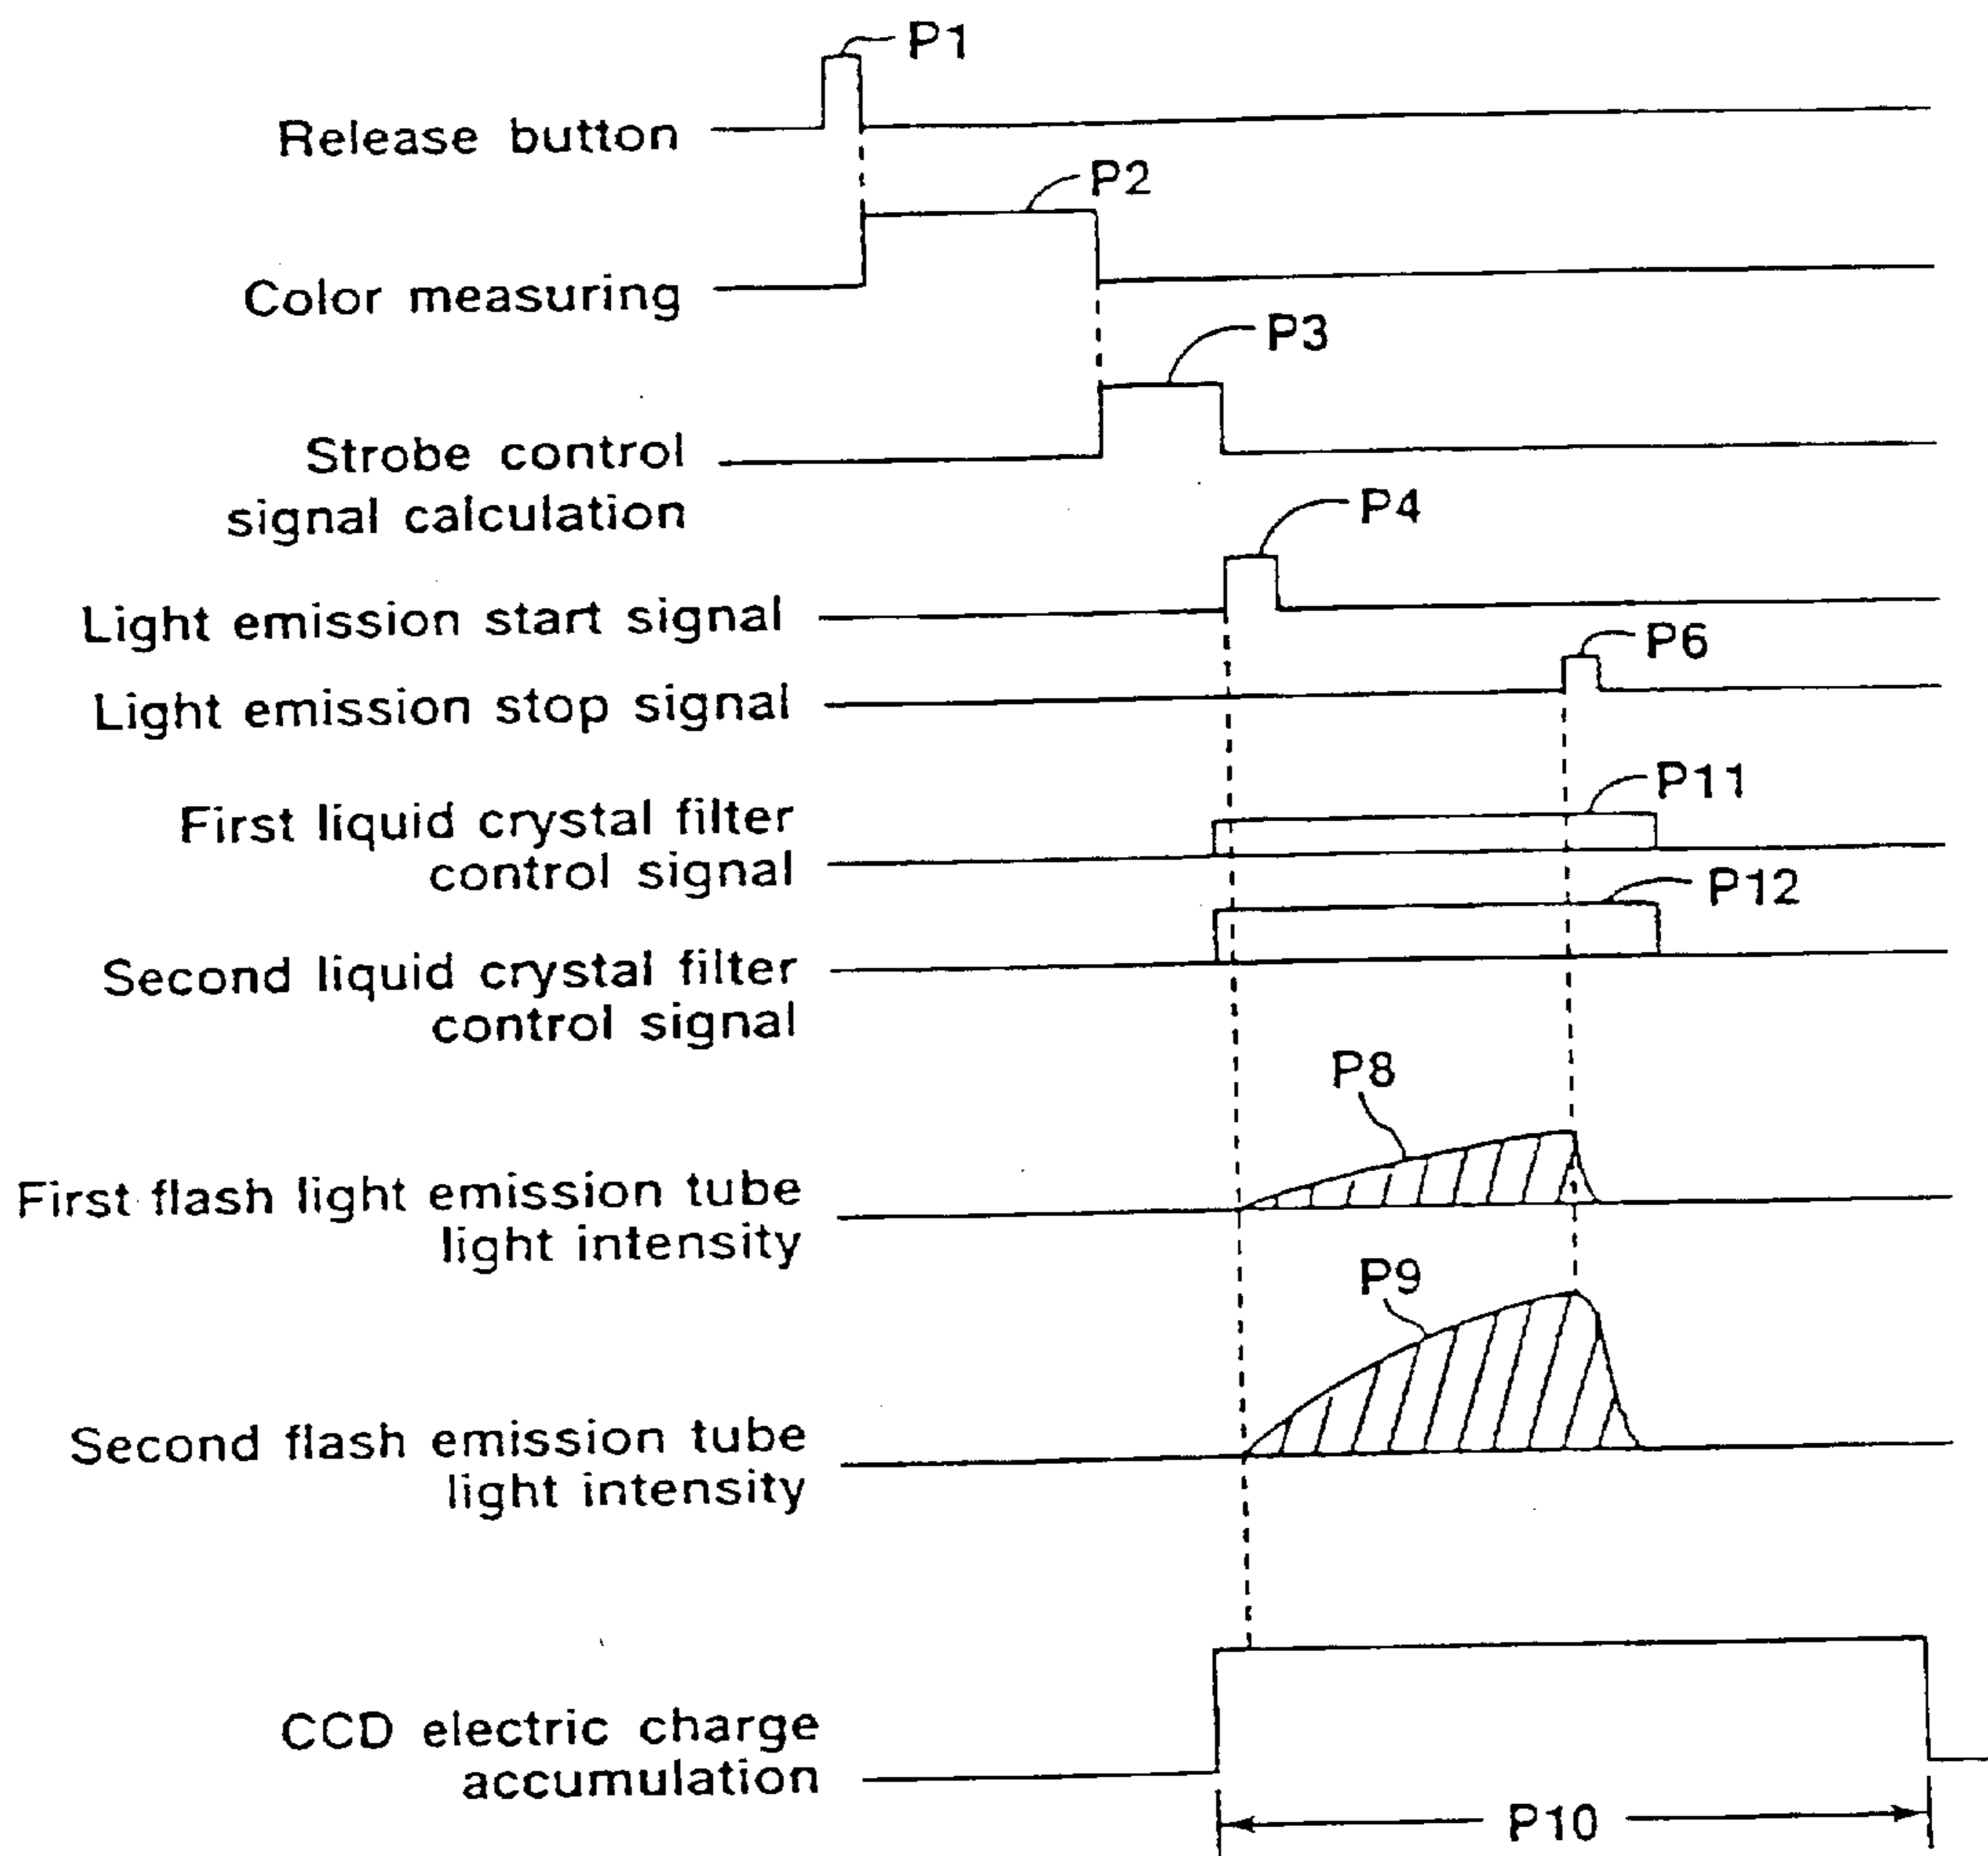 P1
Release button
P2
Color measuring
P3
Strobe control
signal calculation
P4
Light emission start signal
P6
Light emission stop signal
P11
First liquid crystal filter
control signal
P12
Second liquid crystal filter
control signal
P8
First flash light emission tube
light intensity
P9
Second flash emission tube
light intensity
CCD electric charge
accumulation
P10